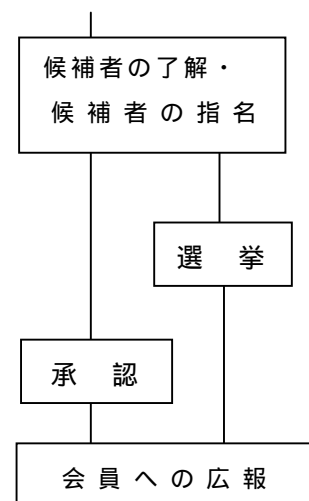 候補者の了解・
候補者の指名
選　挙
承　認
会員への広報